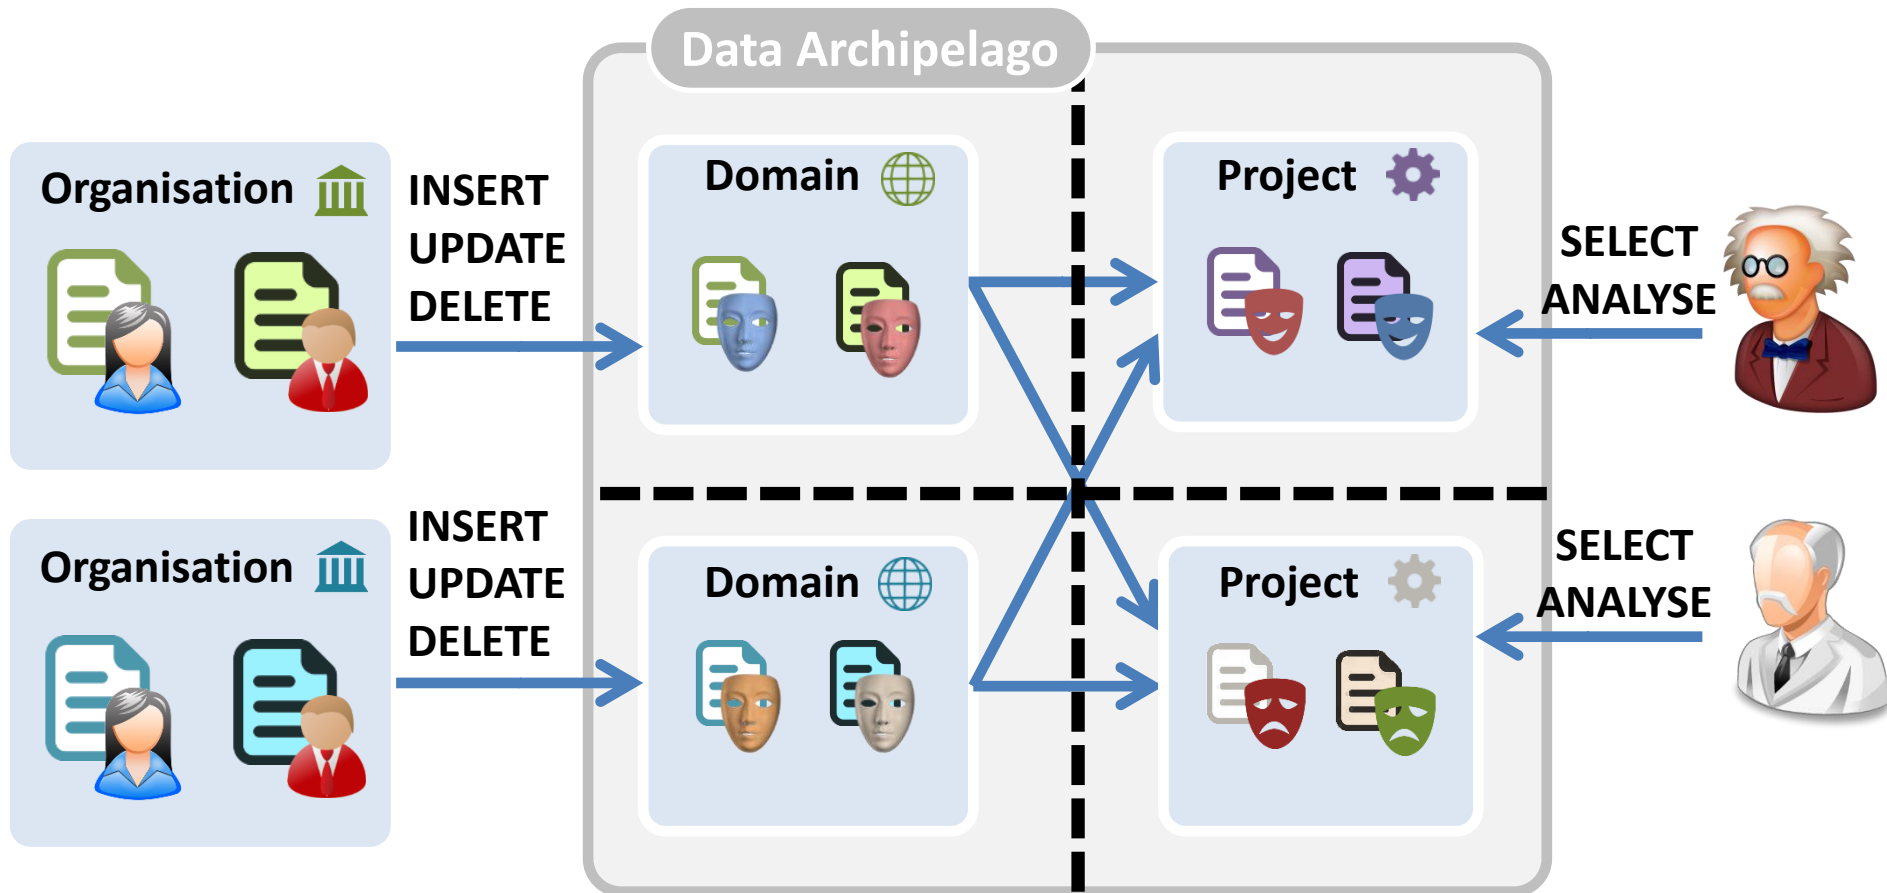 Data Archipelago
Organisation
INSERT
UPDATE
DELETE
Domain
Project
SELECT
ANALYSE
Organisation
INSERT
UPDATE
DELETE
Domain
Project
SELECT
ANALYSE